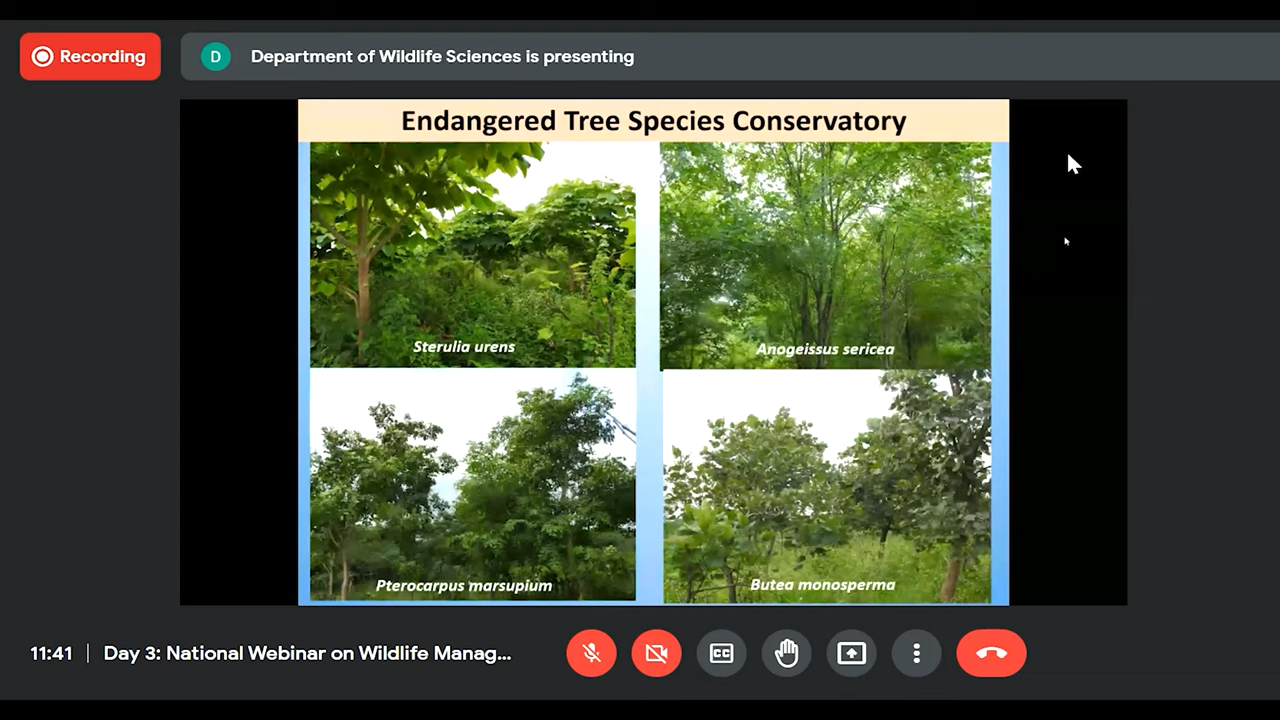 Recording
D
Department of Wildlife Sciences is presenting
Endangered Tree Species Conservatory
Sterulia urens
Anogeissus sericea
Pterocarpus marsupium
Butea monosperma
11:41
Day 3: National Webinar on Wildlife Manag...
CC